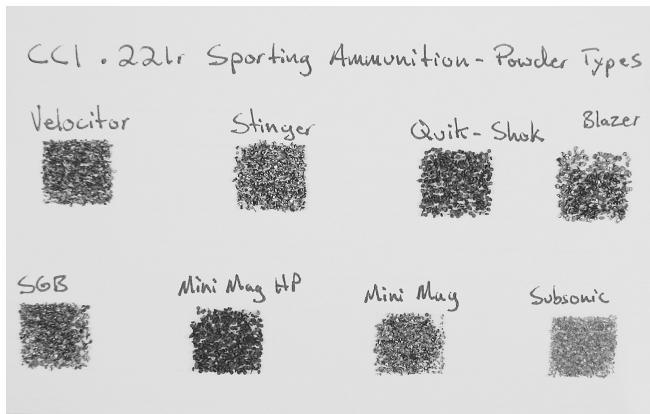 CCI .22lr Sporting Ammunition - Powder Types
Velocitor Stinger Quik-Shok Blazer
SGB Mini Mag HP Mini Mag Subsonic